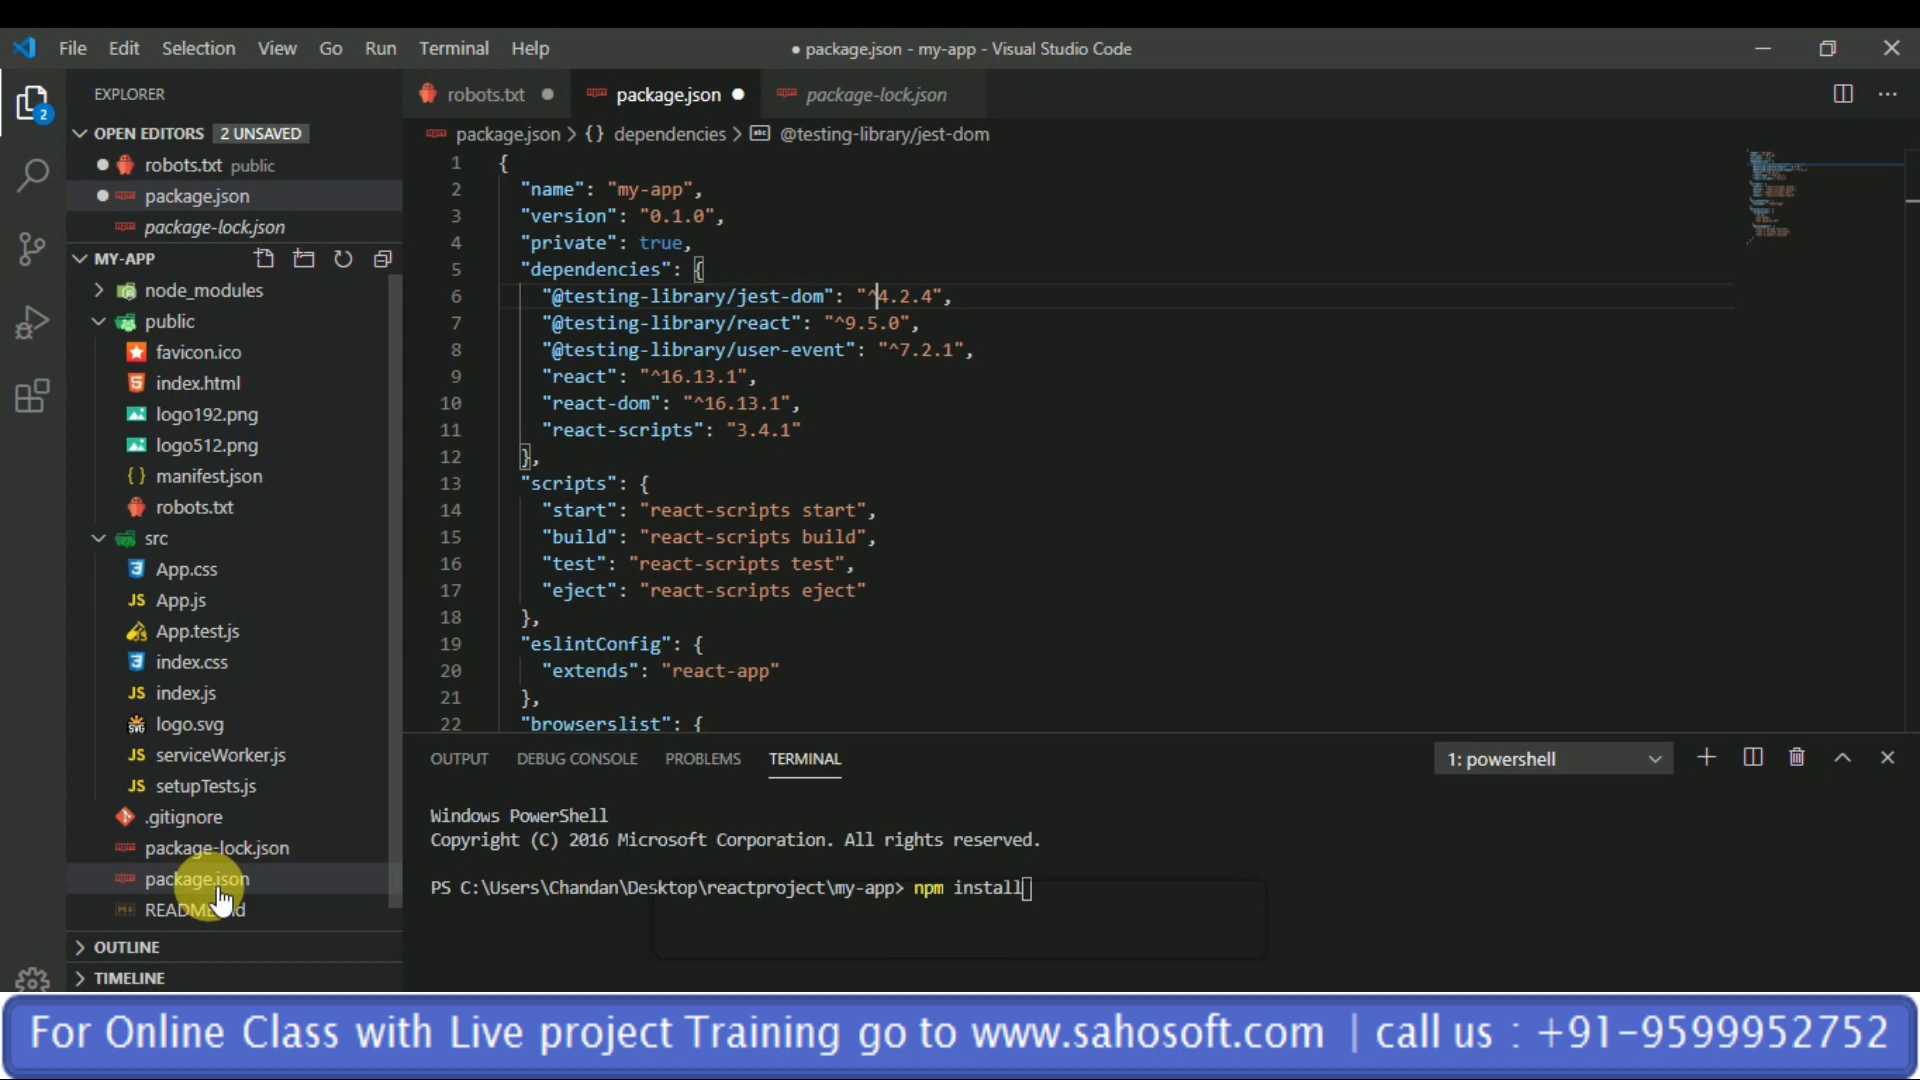 File Edit Selection View Go Run Terminal Help
● package.json - my-app - Visual Studio Code
EXPLORER
OPEN EDITORS 2 UNSAVED
robots.txt public
package.json
package-lock.json
MY-APP
node_modules
public
favicon.ico
index.html
logo192.png
logo512.png
manifest.json
robots.txt
src
App.css
App.js
App.test.js
index.css
index.js
logo.svg
serviceWorker.js
setupTests.js
.gitignore
package-lock.json
package.json
OUTLINE
TIMELINE
2
robots.txt package.json package-lock.json
package.json > {} dependencies > @testing-library/jest-dom
1 {
2 "name": "my-app",
3 "version": "0.1.0",
4 "private": true,
5 "dependencies": {
6 "@testing-library/jest-dom": "^4.2.4",
7 "@testing-library/react": "^9.5.0",
8 "@testing-library/user-event": "^7.2.1",
9 "react": "^16.13.1",
10 "react-dom": "^16.13.1",
11 "react-scripts": "3.4.1"
12 },
13 "scripts": {
14 "start": "react-scripts start",
15 "build": "react-scripts build",
16 "test": "react-scripts test",
17 "eject": "react-scripts eject"
18 },
19 "eslintConfig": {
20 "extends": "react-app"
21 },
22 "browserslist": {
OUTPUT DEBUG CONSOLE PROBLEMS TERMINAL 1: powershell
Windows PowerShell
Copyright (C) 2016 Microsoft Corporation. All rights reserved.
PS C:\Users\Chandan\Desktop\reactproject\my-app> npm install
For Online Class with Live project Training go to www.sahosoft.com | call us : +91-9599952752